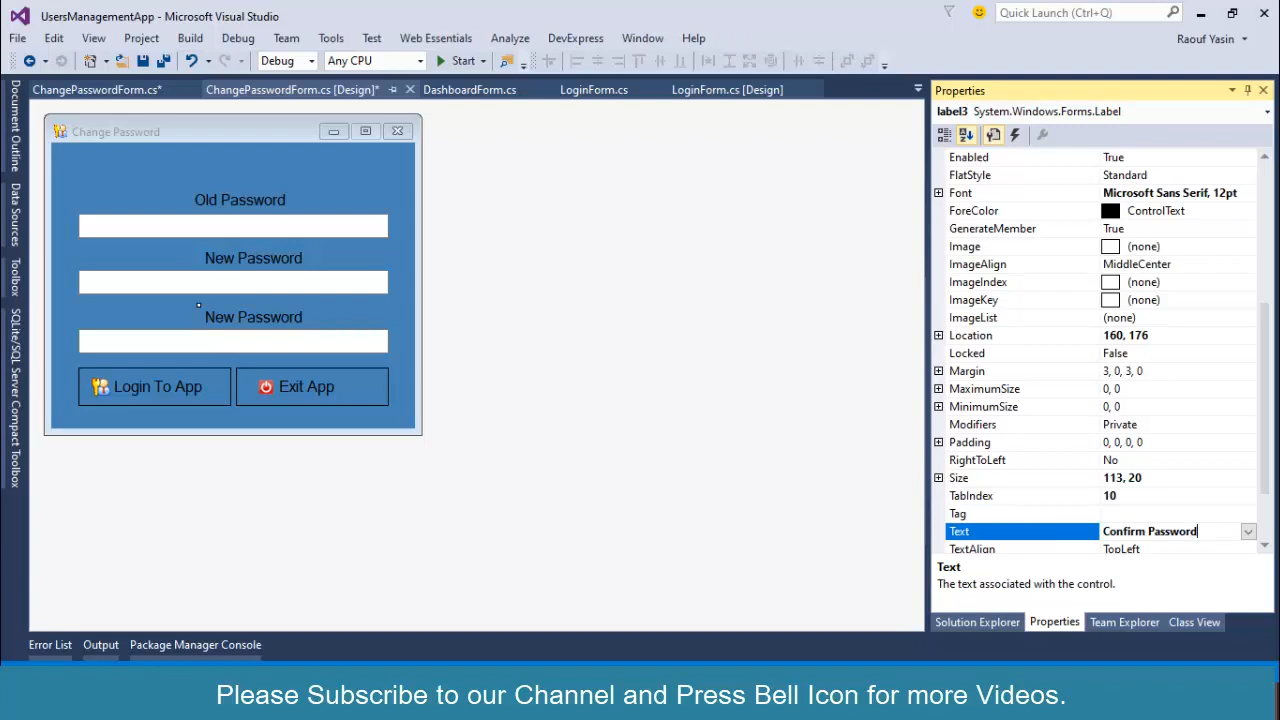 UsersManagementApp - Microsoft Visual Studio
Quick Launch (Ctrl+Q)
File Edit View Project Build Debug Team Tools Test Web Essentials Analyze DevExpress Window Help
Raouf Yasin
Debug Any CPU Start
ChangePasswordForm.cs* ChangePasswordForm.cs [Design]* DashboardForm.cs LoginForm.cs LoginForm.cs [Design]
Document Outline
Data Sources
Toolbox
SQLite/SQL Server Compact Toolbox
Change Password
Old Password
New Password
New Password
Login To App Exit App
Properties
label3 System.Windows.Forms.Label
Enabled True
FlatStyle Standard
Font Microsoft Sans Serif, 12pt
ForeColor ControlText
GenerateMember True
Image (none)
ImageAlign MiddleCenter
ImageIndex (none)
ImageKey (none)
ImageList (none)
Location 160, 176
Locked False
Margin 3, 0, 3, 0
MaximumSize 0, 0
MinimumSize 0, 0
Modifiers Private
Padding 0, 0, 0, 0
RightToLeft No
Size 113, 20
TabIndex 10
Tag
Text Confirm Password
TextAlign TopLeft
Text
The text associated with the control.
Solution Explorer Properties Team Explorer Class View
Error List Output Package Manager Console
Please Subscribe to our Channel and Press Bell Icon for more Videos.